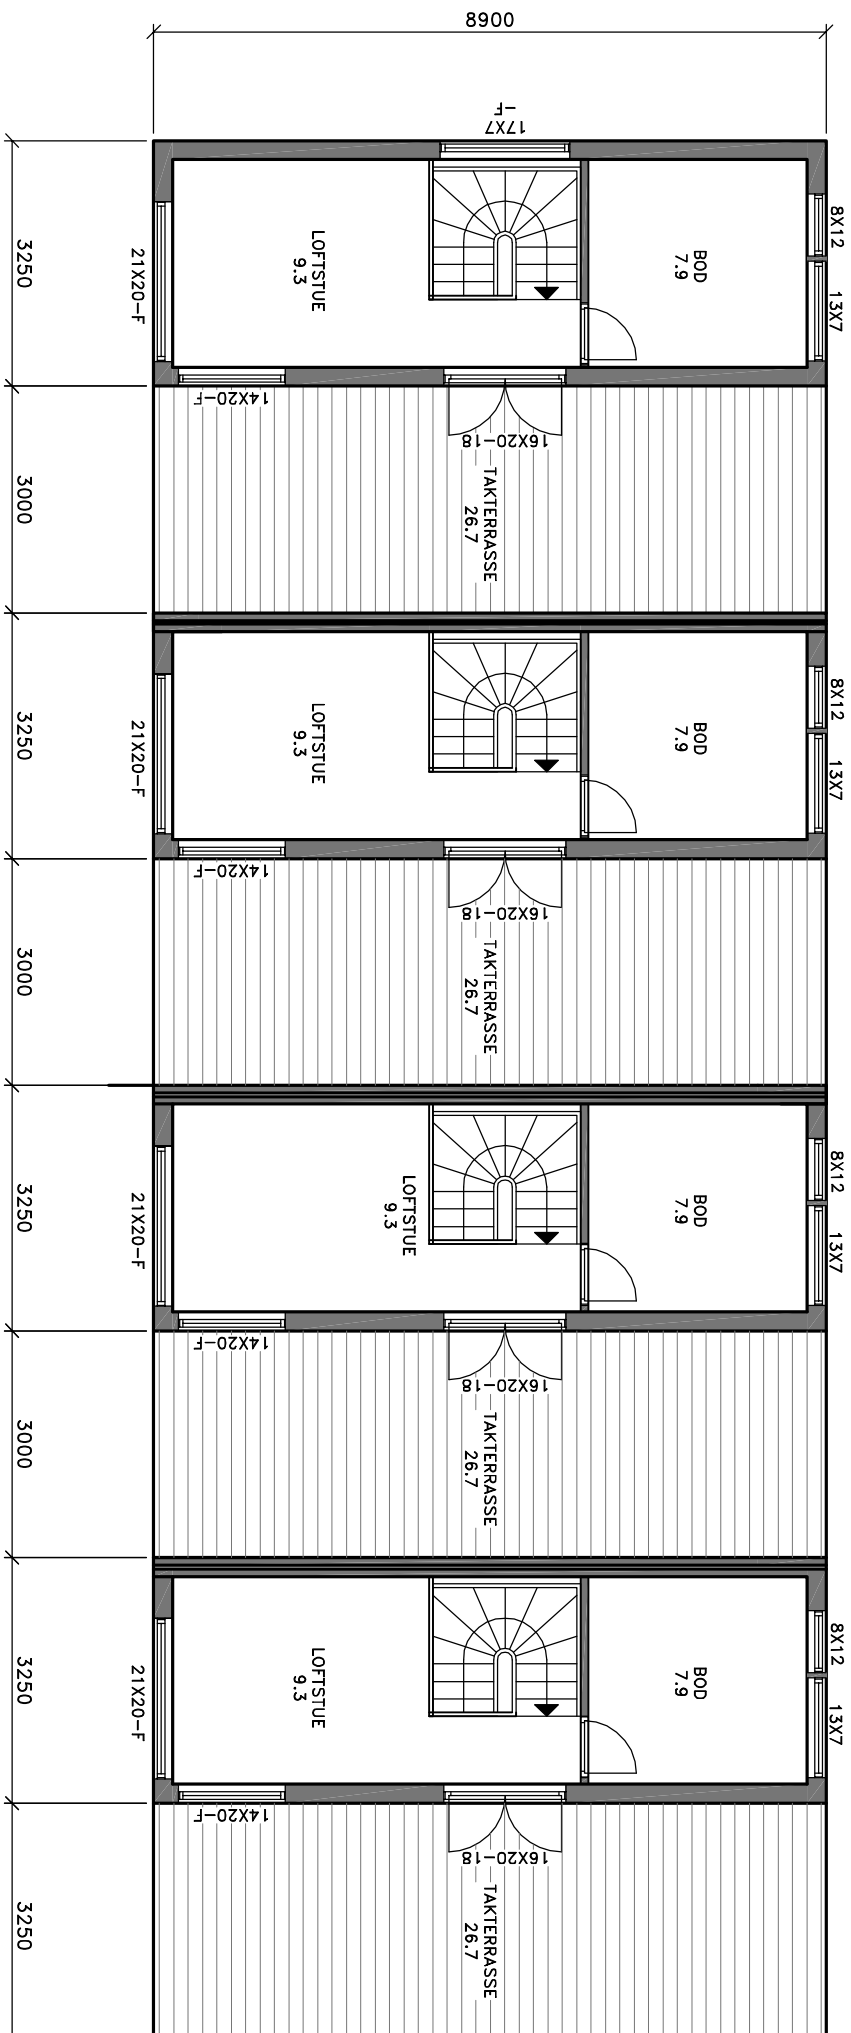 8900
17X7
-F
8X12
13X7
BOD
7.9
LOFTSTUE
9.3
21X20-F
3250
14X20-F
16X20-18
TAKTERRASSE
26.7
3000
8X12
13X7
BOD
7.9
LOFTSTUE
9.3
21X20-F
3250
14X20-F
16X20-18
TAKTERRASSE
26.7
3000
8X12
13X7
BOD
7.9
LOFTSTUE
9.3
21X20-F
3250
14X20-F
16X20-18
TAKTERRASSE
26.7
3000
8X12
13X7
BOD
7.9
LOFTSTUE
9.3
21X20-F
3250
14X20-F
16X20-18
TAKTERRASSE
26.7
3250